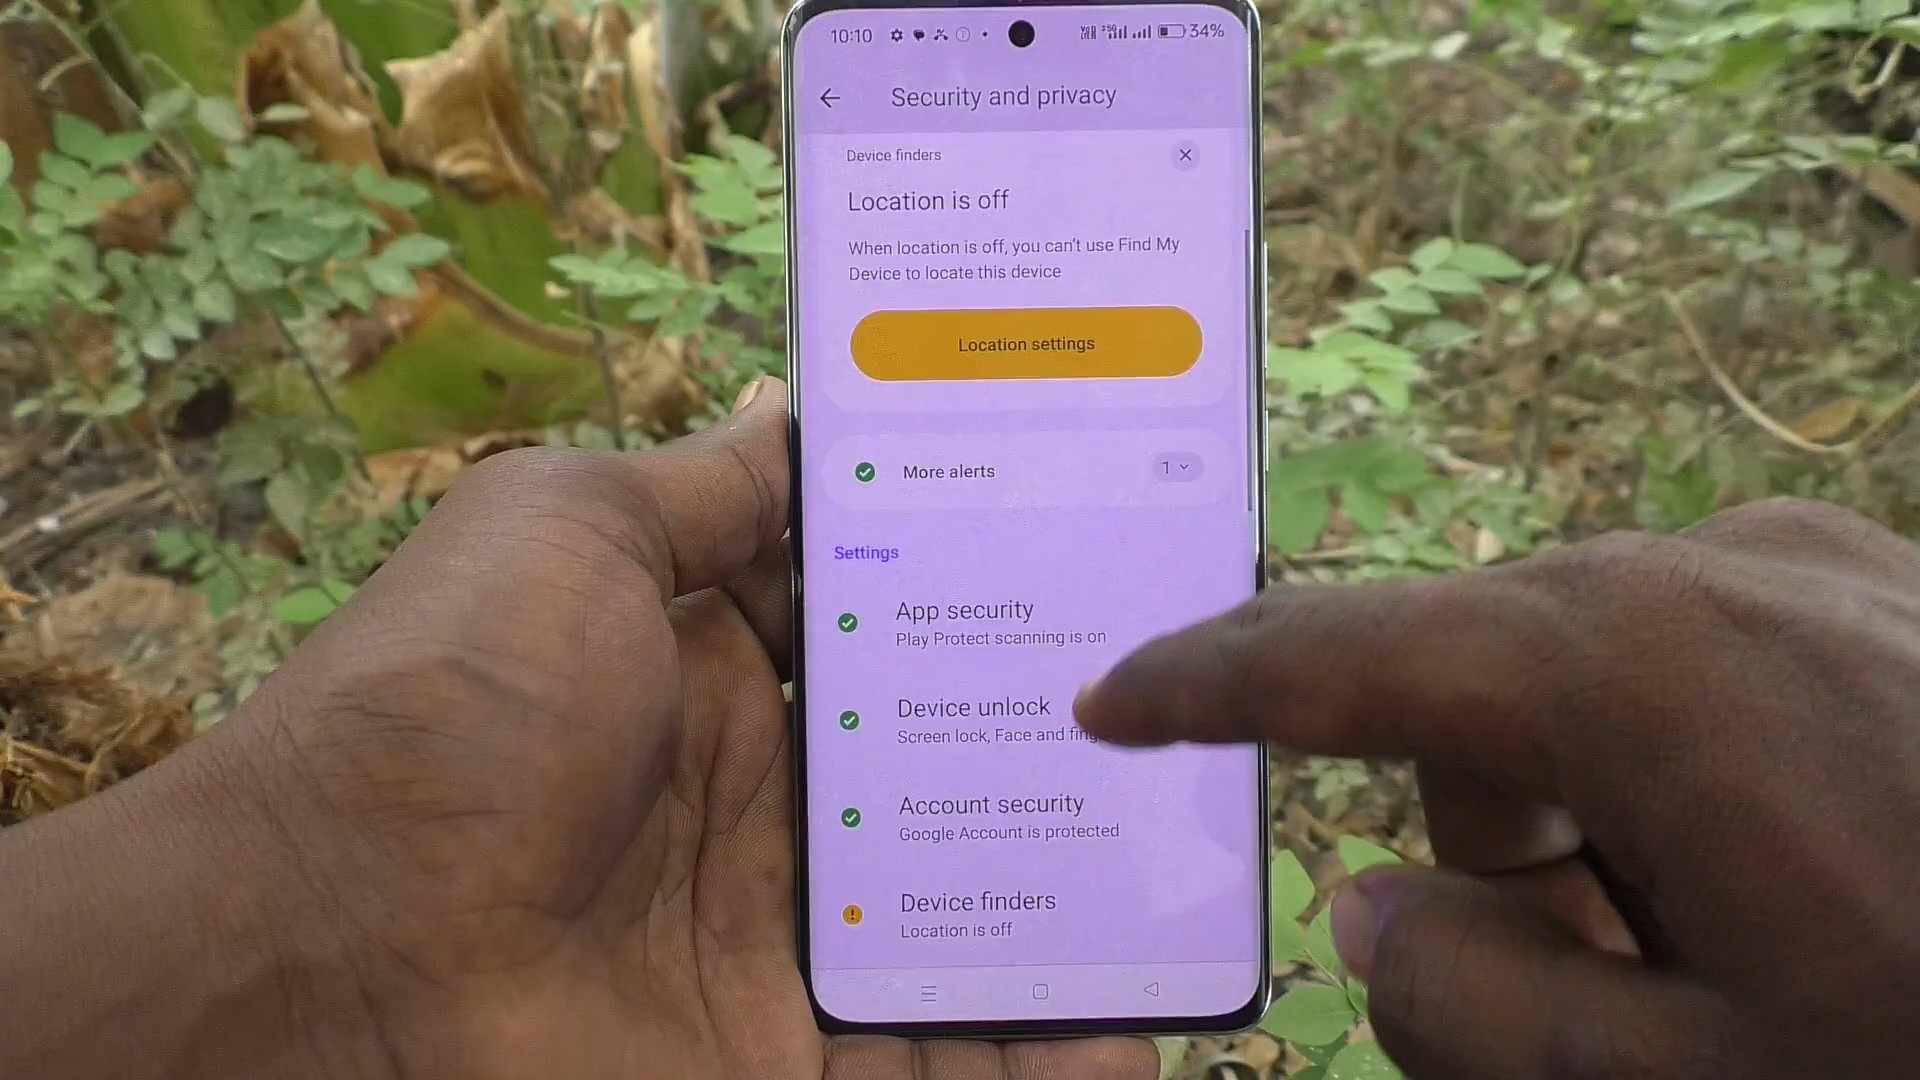 10:10 34%
Security and privacy
Device finders
Location is off
When location is off, you can't use Find My
Device to locate this device
Location settings
More alerts 1
Settings
App security
Play Protect scanning is on
Device unlock
Screen lock, Face and
Account security
Google Account is protected
Device finders
Location is off